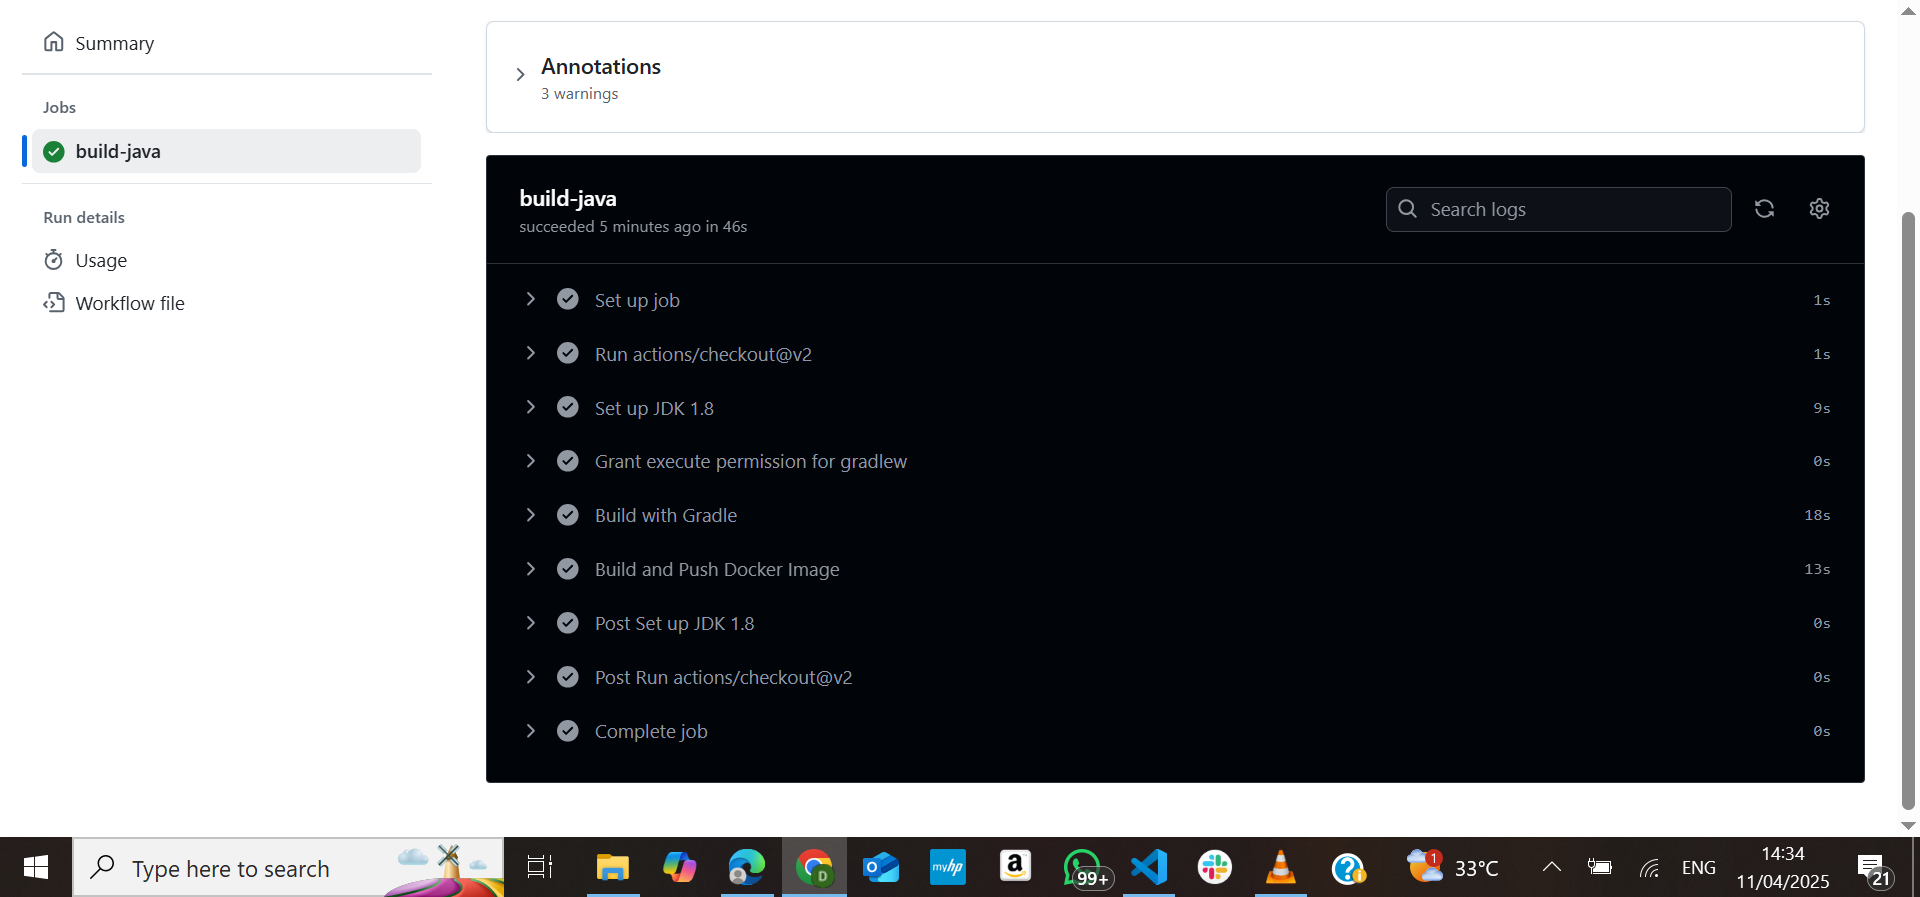 Summary
Jobs
build-java
Run details
Usage
Workflow file
Annotations
3 warnings
build-java
succeeded 5 minutes ago in 46s
Search logs
Set up job 1s
Run actions/checkout@v2 1s
Set up JDK 1.8 9s
Grant execute permission for gradlew 0s
Build with Gradle 18s
Build and Push Docker Image 13s
Post Set up JDK 1.8 0s
Post Run actions/checkout@v2 0s
Complete job 0s
Type here to search
D
myhp
a
99+
1
33°C
ENG
14:34
11/04/2025
21